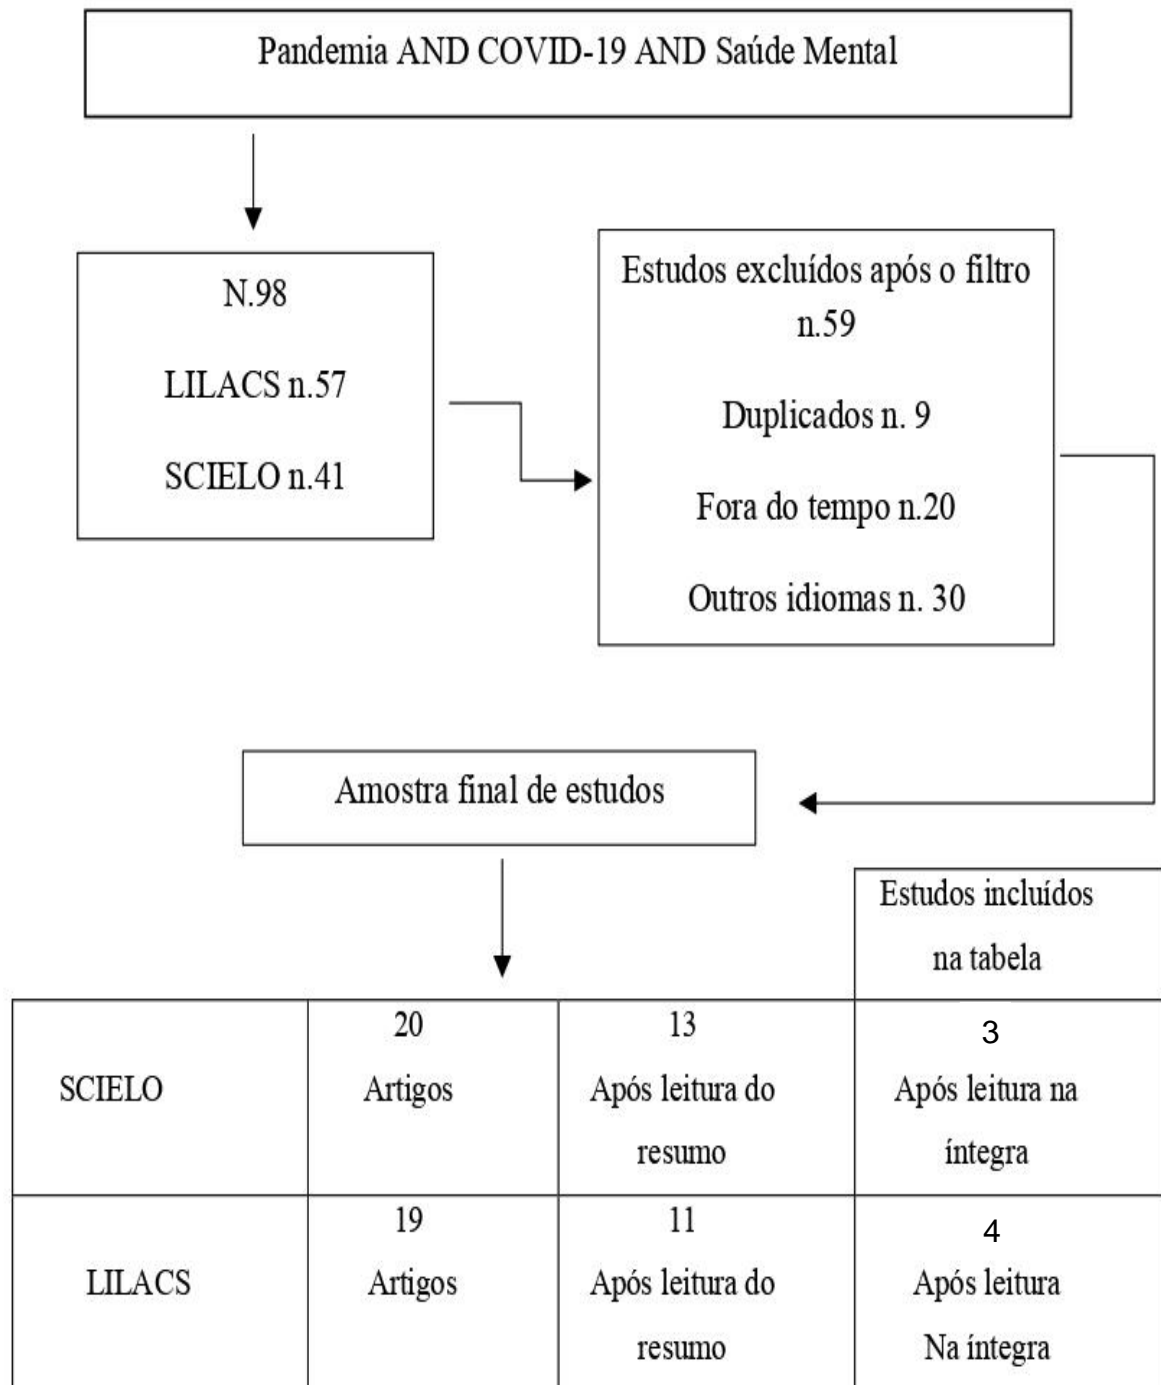 Pandemia AND COVID-19 AND Saúde Mental
N.98
LILACS n.57
SCIELO n.41
Estudos excluídos após o filtro
n.59
Duplicados n. 9
Fora do tempo n.20
Outros idiomas n. 30
Amostra final de estudos
Estudos incluídos
na tabela
SCIELO
20
Artigos
13
Após leitura do
resumo
3
Após leitura na
íntegra
LILACS
19
Artigos
11
Após leitura do
resumo
4
Após leitura
Na íntegra